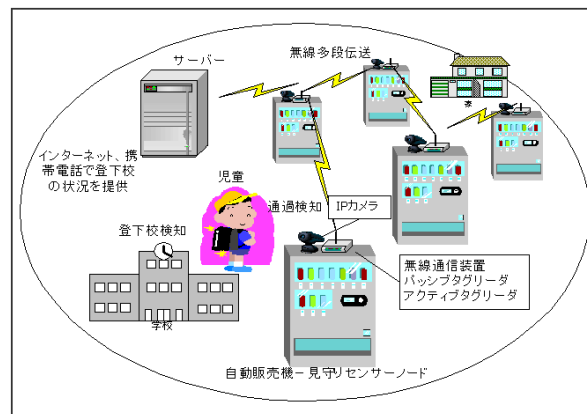 サーバー
無線多段伝送
家
インターネット、携
帯電話で登下校
の状況を提供
児童
通過検知
IPカメラ
登下校検知
無線通信装置
パッシブタグリーダ
アクティブタグリーダ
学校
自動販売機－見守りセンサーノード